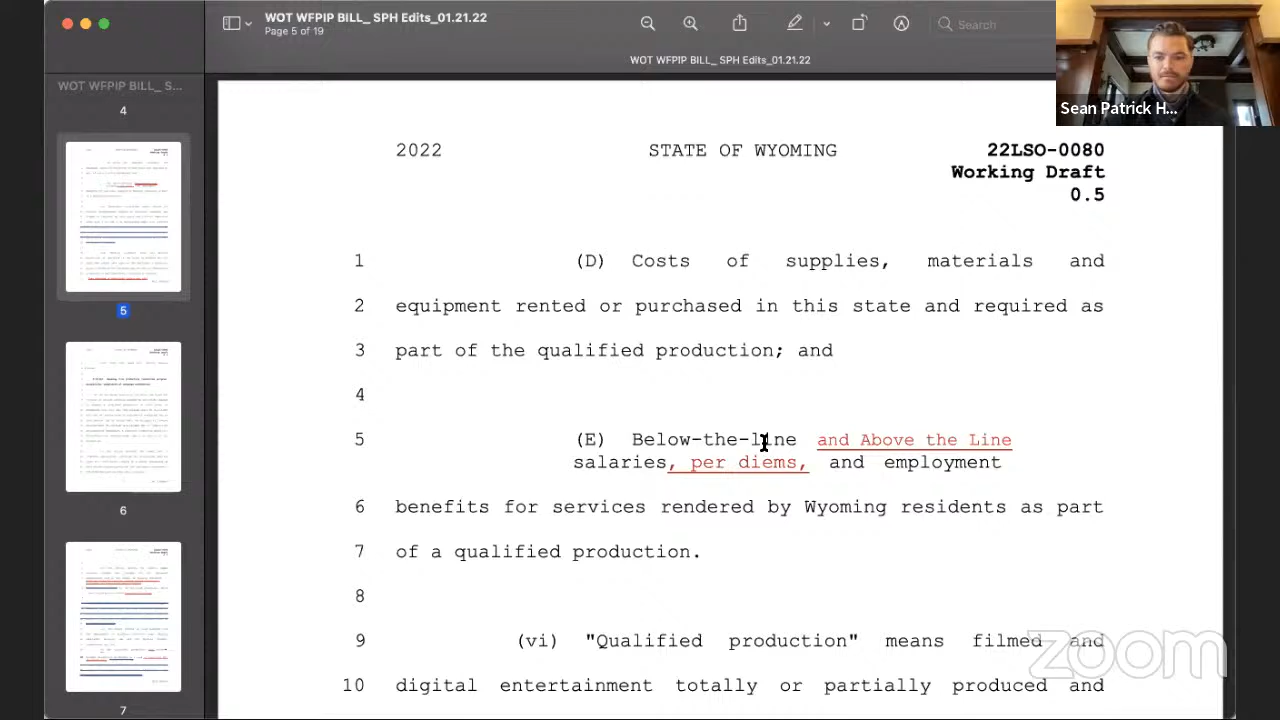 WOT WFPIP BILL_ SPH Edits_01.21.22
Page 5 of 19
Search
WOT WFPIP BILL_ S...
WOT WFPIP BILL_ SPH Edits_01.21.22
Sean Patrick H...
4
5
6
7
2022 STATE OF WYOMING 22LSO-0080
Working Draft
0.5
1 (D) Costs of supplies, materials and
2 equipment rented or purchased in this state and required as
3 part of the qualified production; and
4
5 (E) Below-the-line and Above the Line
salaries, per diems, and employment
6 benefits for services rendered by Wyoming residents as part
7 of a qualified production.
8
9 (vi) "Qualified production" means filmed and
10 digital entertainment totally or partially produced and
zoom